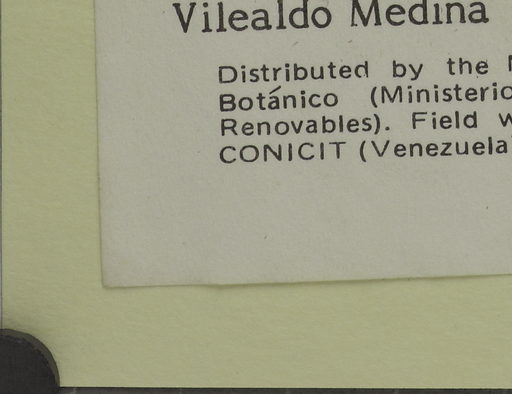 Vilealdo Medina
Distributed by the
Botánico (Ministerio
Renovables). Field
CONICIT (Venezuela